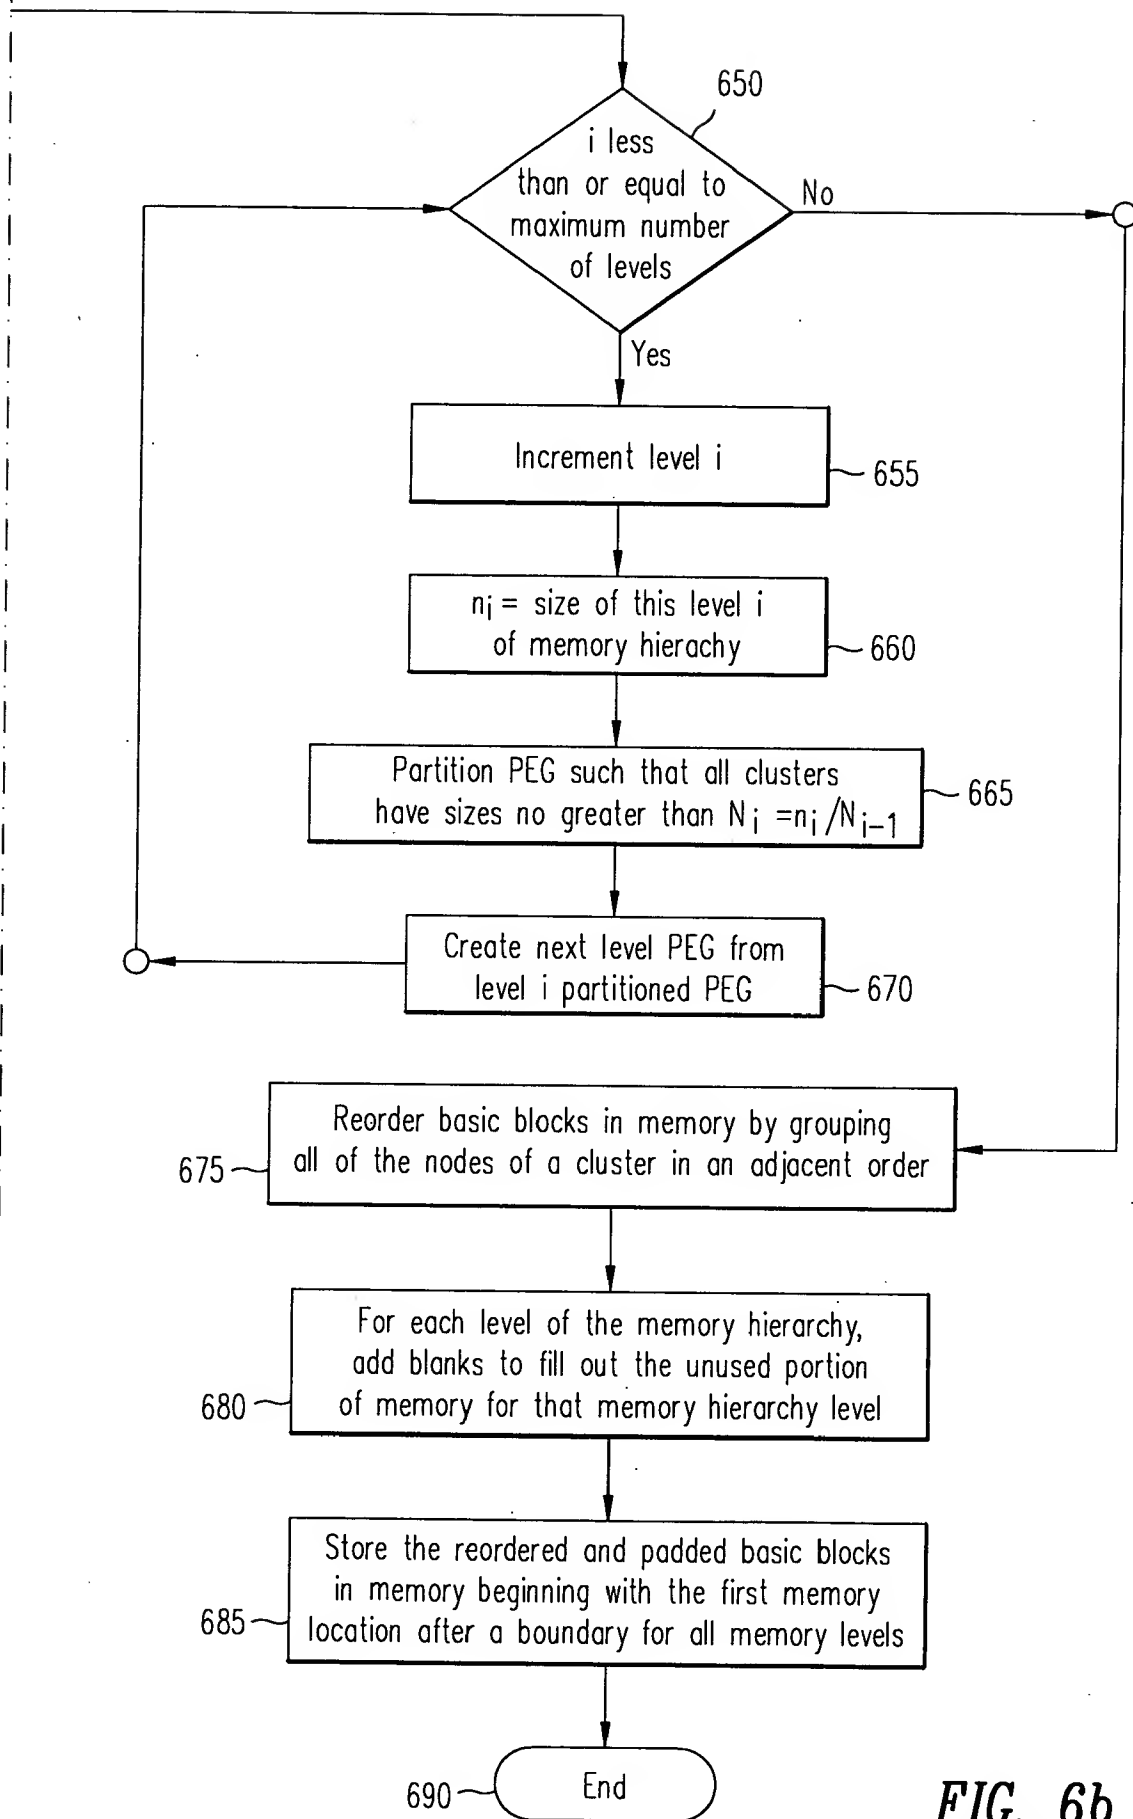 650
i less
than or equal to
maximum number
of levels
No
Yes
Increment level i
655
ni = size of this level i
of memory hierachy
660
Partition PEG such that all clusters
have sizes no greater than Ni =ni/Ni-1
665
Create next level PEG from
level i partitioned PEG
670
Reorder basic blocks in memory by grouping
all of the nodes of a cluster in an adjacent order
675
For each level of the memory hierarchy,
add blanks to fill out the unused portion
of memory for that memory hierarchy level
680
Store the reordered and padded basic blocks
in memory beginning with the first memory
location after a boundary for all memory levels
685
End
690
FIG. 6b